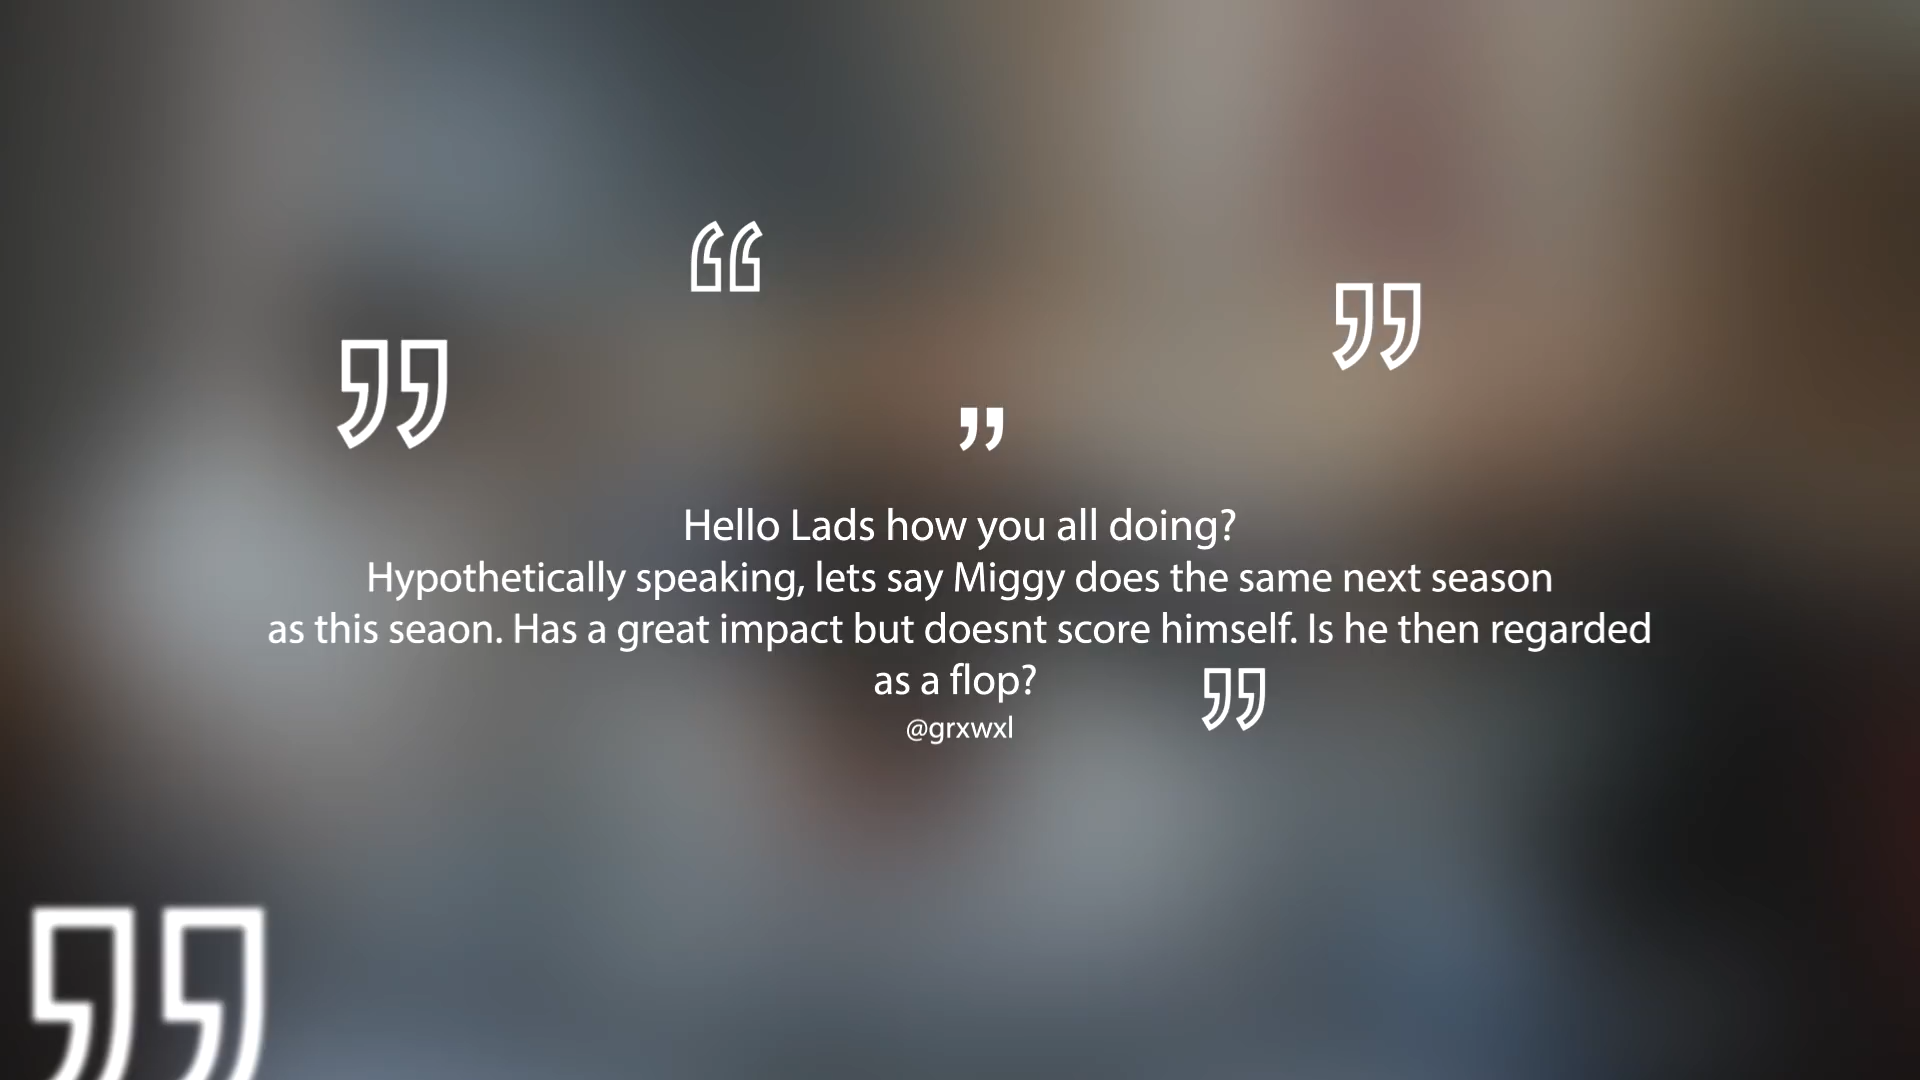 Hello Lads how you all doing?
Hypothetically speaking, lets say Miggy does the same next season
as this seaon. Has a great impact but doesnt score himself. Is he then regarded
as a flop?
@grxwxl